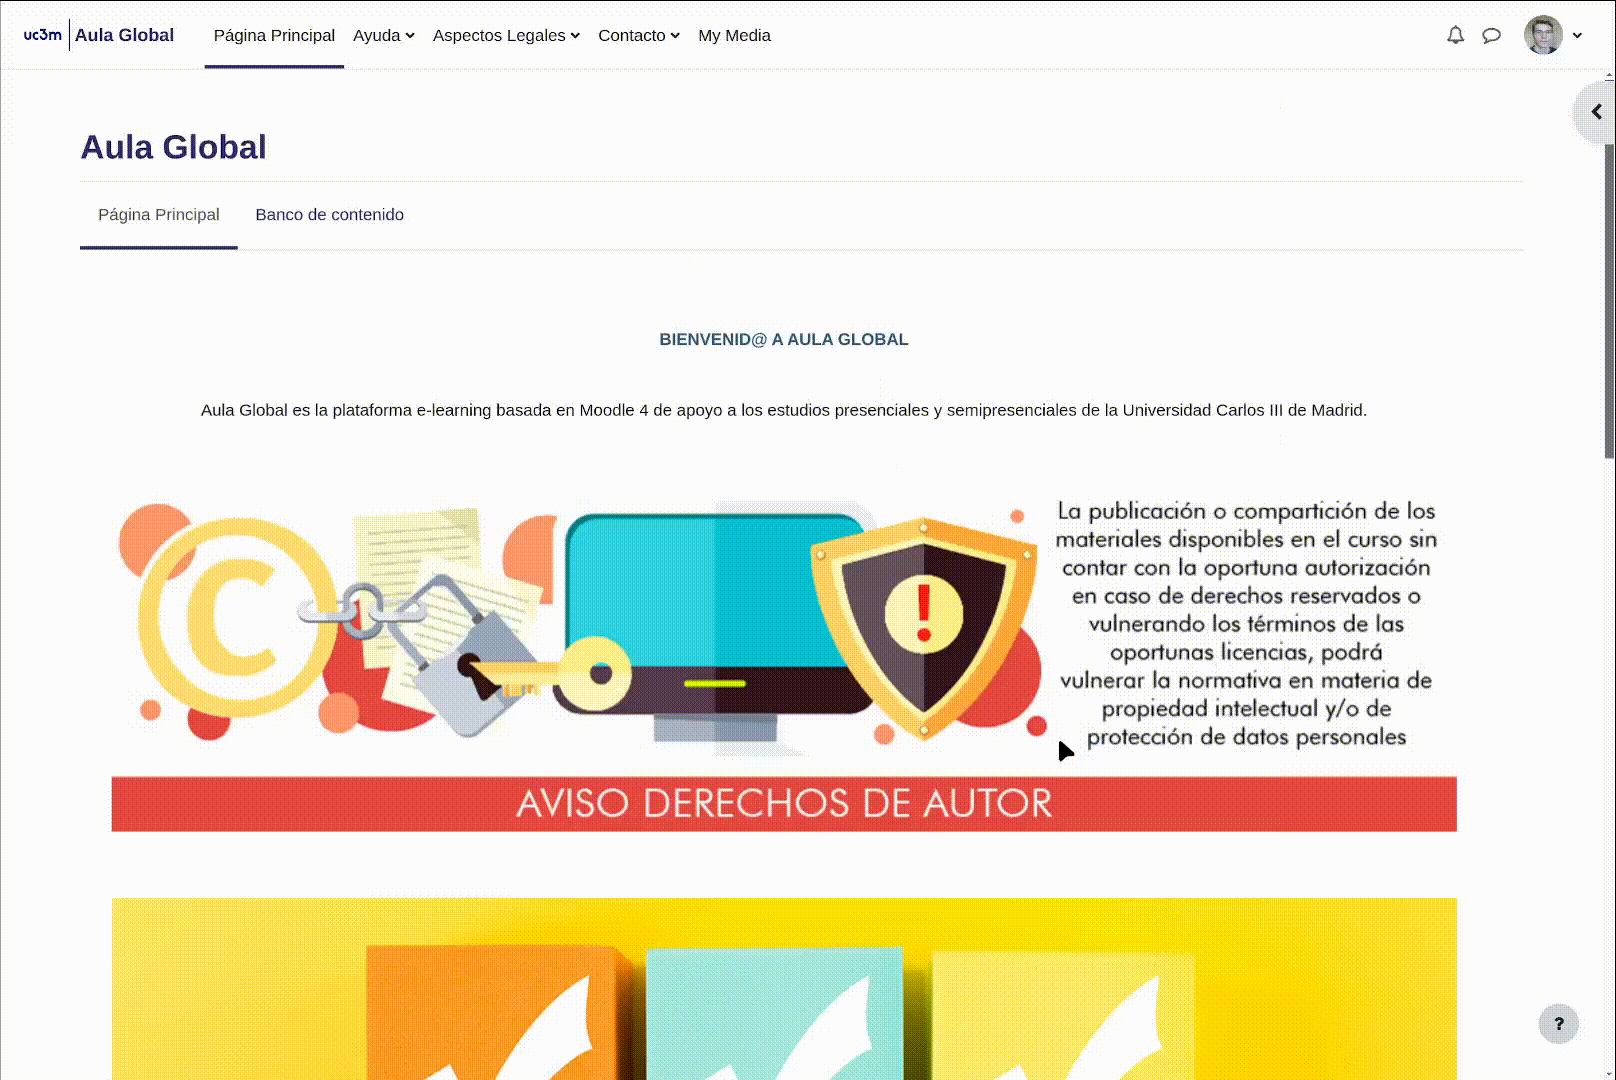 uc3m Aula Global Página Principal Ayuda Aspectos Legales Contacto My Media
Aula Global
Página Principal Banco de contenido
BIENVENID@ A AULA GLOBAL
Aula Global es la plataforma e-learning basada en Moodle 4 de apoyo a los estudios presenciales y semipresenciales de la Universidad Carlos III de Madrid.
C
!
La publicación o compartición de los
materiales disponibles en el curso sin
contar con la oportuna autorización
en caso de derechos reservados o
vulnerando los términos de las
oportunas licencias, podrá
vulnerar la normativa en materia de
propiedad intelectual y/o de
protección de datos personales
AVISO DERECHOS DE AUTOR
?